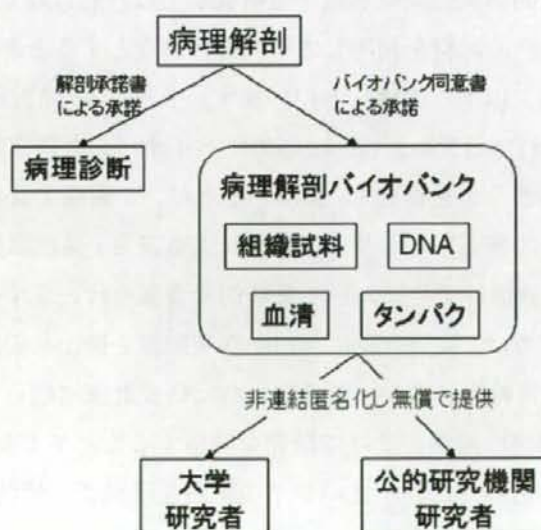 病理解剖
解剖承諾書
による承諾
バイオバンク同意書
による承諾
病理診断
病理解剖バイオバンク
組織試料
DNA
血清
タンパク
非連結匿名化し無償で提供
大学
研究者
公的研究機関
研究者